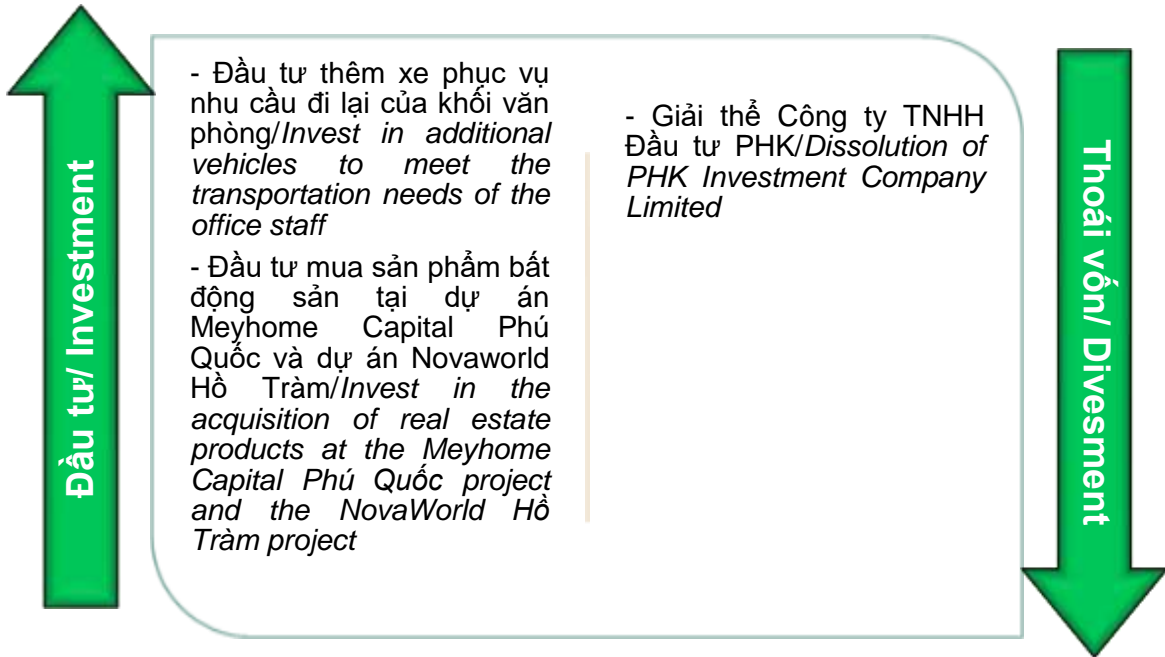 Đầu tư/ Investment
- Đầu tư thêm xe phục vụ
nhu cầu đi lại của khối văn
phòng/Invest in additional
vehicles to meet the
transportation needs of the
office staff
- Đầu tư mua sản phẩm bất
động sản tại dự án
Meyhome Capital Phú
Quốc và dự án Novaworld
Hồ Tràm/Invest in the
acquisition of real estate
products at the Meyhome
Capital Phú Quốc project
and the NovaWorld Hồ
Tràm project
- Giải thể Công ty TNHH
Đầu tư PHK/Dissolution of
PHK Investment Company
Limited
Thoái vốn/ Divesment